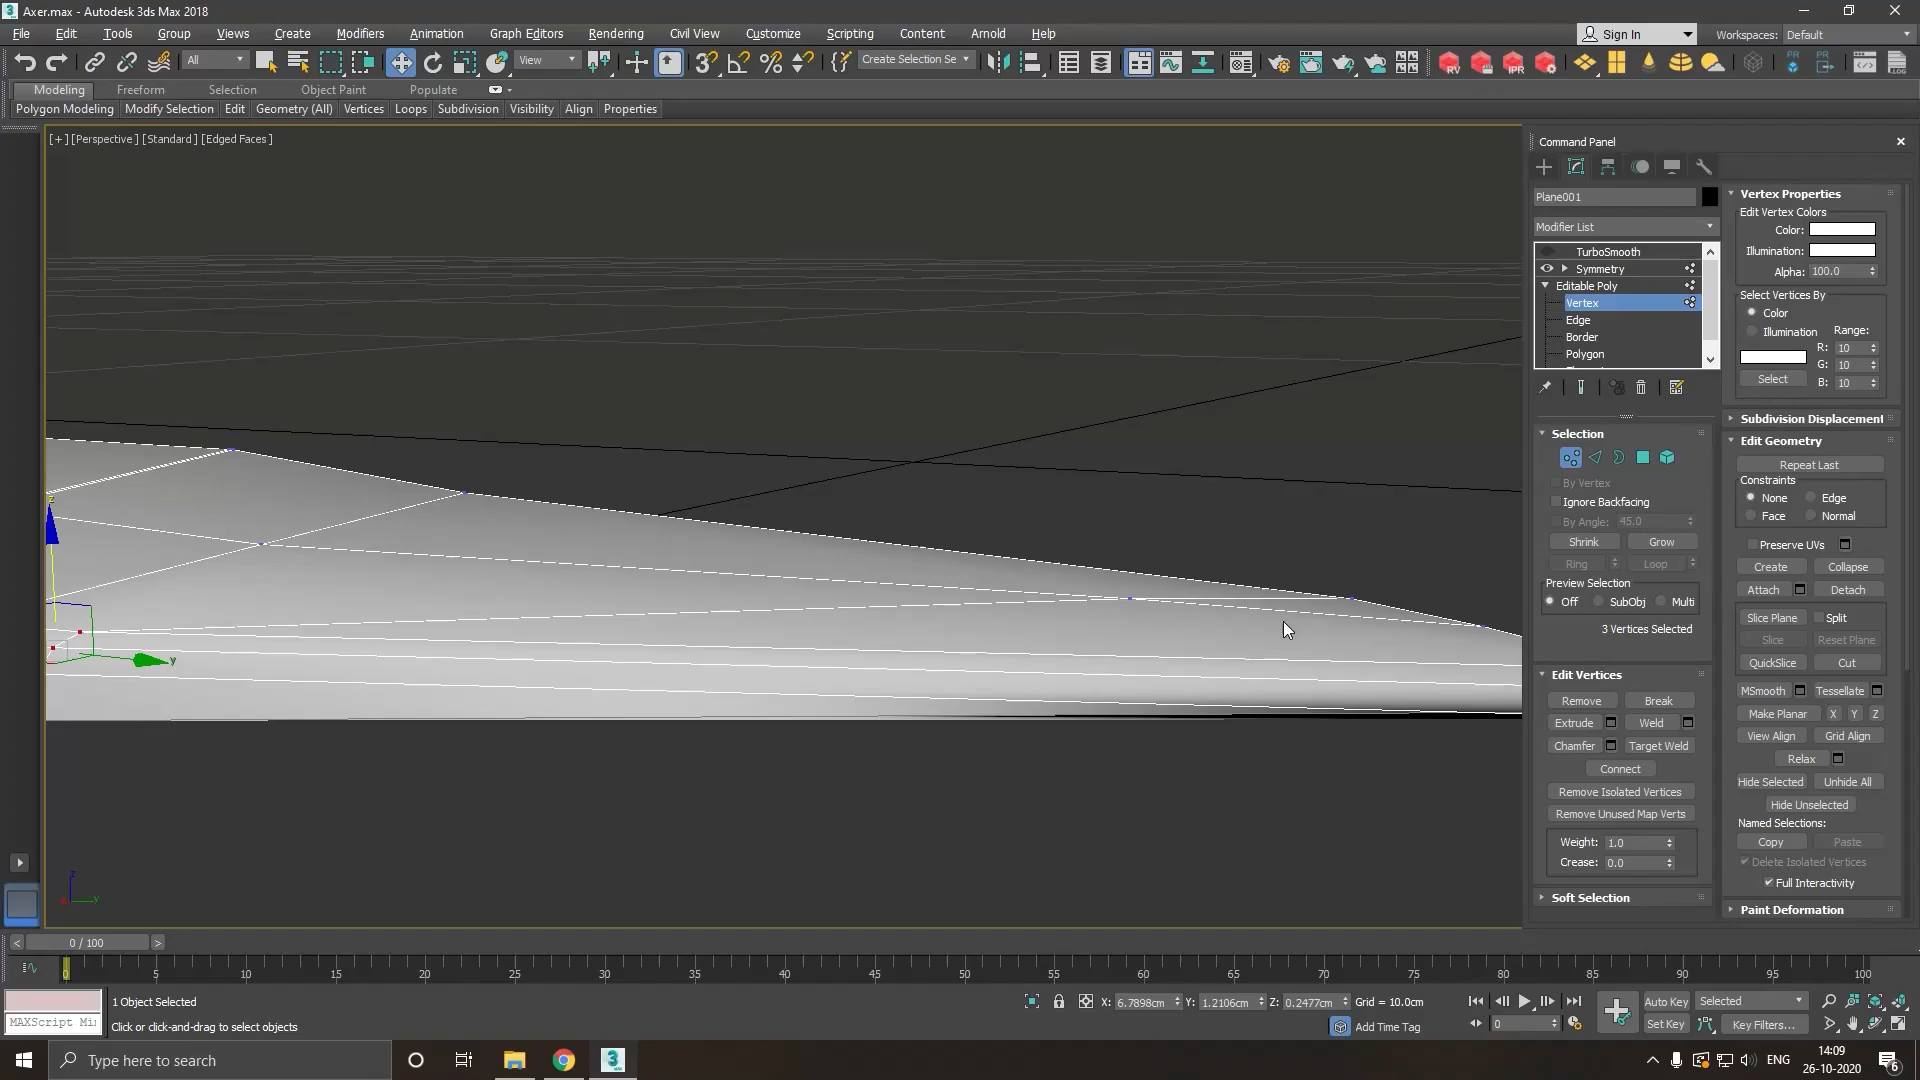 Axer.max - Autodesk 3ds Max 2018
File Edit Tools Group Views Create Modifiers Animation Graph Editors Rendering Civil View Customize Scripting Content Arnold Help
Sign In Workspaces: Default
All View Create Selection Se
Modeling Freeform Selection Object Paint Populate
Polygon Modeling Modify Selection Edit Geometry (All) Vertices Loops Subdivision Visibility Align Properties
[+] [Perspective] [Standard] [Edged Faces]
Command Panel
Plane001
Modifier List
TurboSmooth
Symmetry
Editable Poly
Vertex
Edge
Border
Polygon
Selection
By Vertex
Ignore Backfacing
By Angle: 45.0
Shrink Grow
Ring Loop
Preview Selection
Off SubObj Multi
3 Vertices Selected
Edit Vertices
Remove Break
Extrude Weld
Chamfer Target Weld
Connect
Remove Isolated Vertices
Remove Unused Map Verts
Weight: 1.0
Crease: 0.0
Soft Selection
Vertex Properties
Edit Vertex Colors
Color:
Illumination:
Alpha: 100.0
Select Vertices By
Color
Illumination Range:
R: 10
G: 10
Select B: 10
Subdivision Displacement
Edit Geometry
Repeat Last
Constraints
None Edge
Face Normal
Preserve UVs
Create Collapse
Attach Detach
Slice Plane Split
Slice Reset Plane
QuickSlice Cut
MSmooth Tessellate
Make Planar X Y Z
View Align Grid Align
Relax
Hide Selected Unhide All
Hide Unselected
Named Selections:
Copy Paste
Delete Isolated Vertices
Full Interactivity
Paint Deformation
z
y
z
y
< 0 / 100 >
0 5 10 15 20 25 30 35 40 45 50 55 60 65 70 75 80 85 90 95 100
1 Object Selected
X: 6.7898cm Y: 1.2106cm Z: 0.2477cm Grid = 10.0cm
Auto Key Selected
MAXScript Mi
Click or click-and-drag to select objects
Add Time Tag
0
Set Key Key Filters...
Type here to search
ENG
14:09
26-10-2020
6